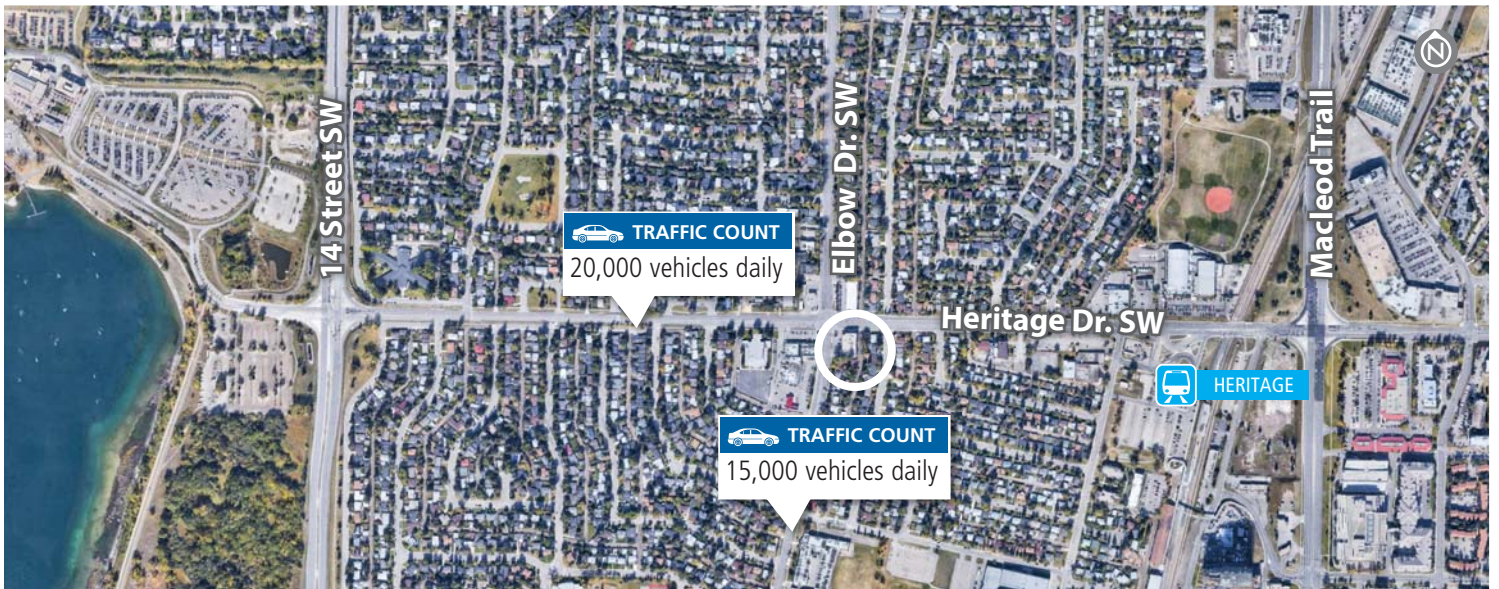 N
14 Street SW
Elbow Dr. SW
Macleod Trail
TRAFFIC COUNT
20,000 vehicles daily
Heritage Dr. SW
HERITAGE
TRAFFIC COUNT
15,000 vehicles daily